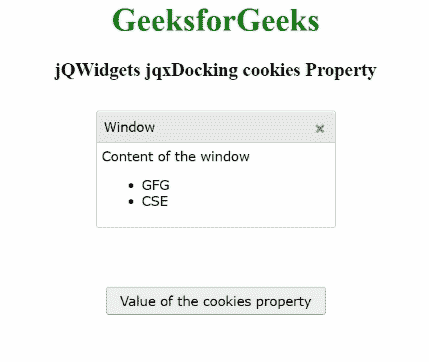 GeeksforGeeks
jQWidgets jqxDocking cookies Property
Window
Content of the window
GFG
CSE
Value of the cookies property